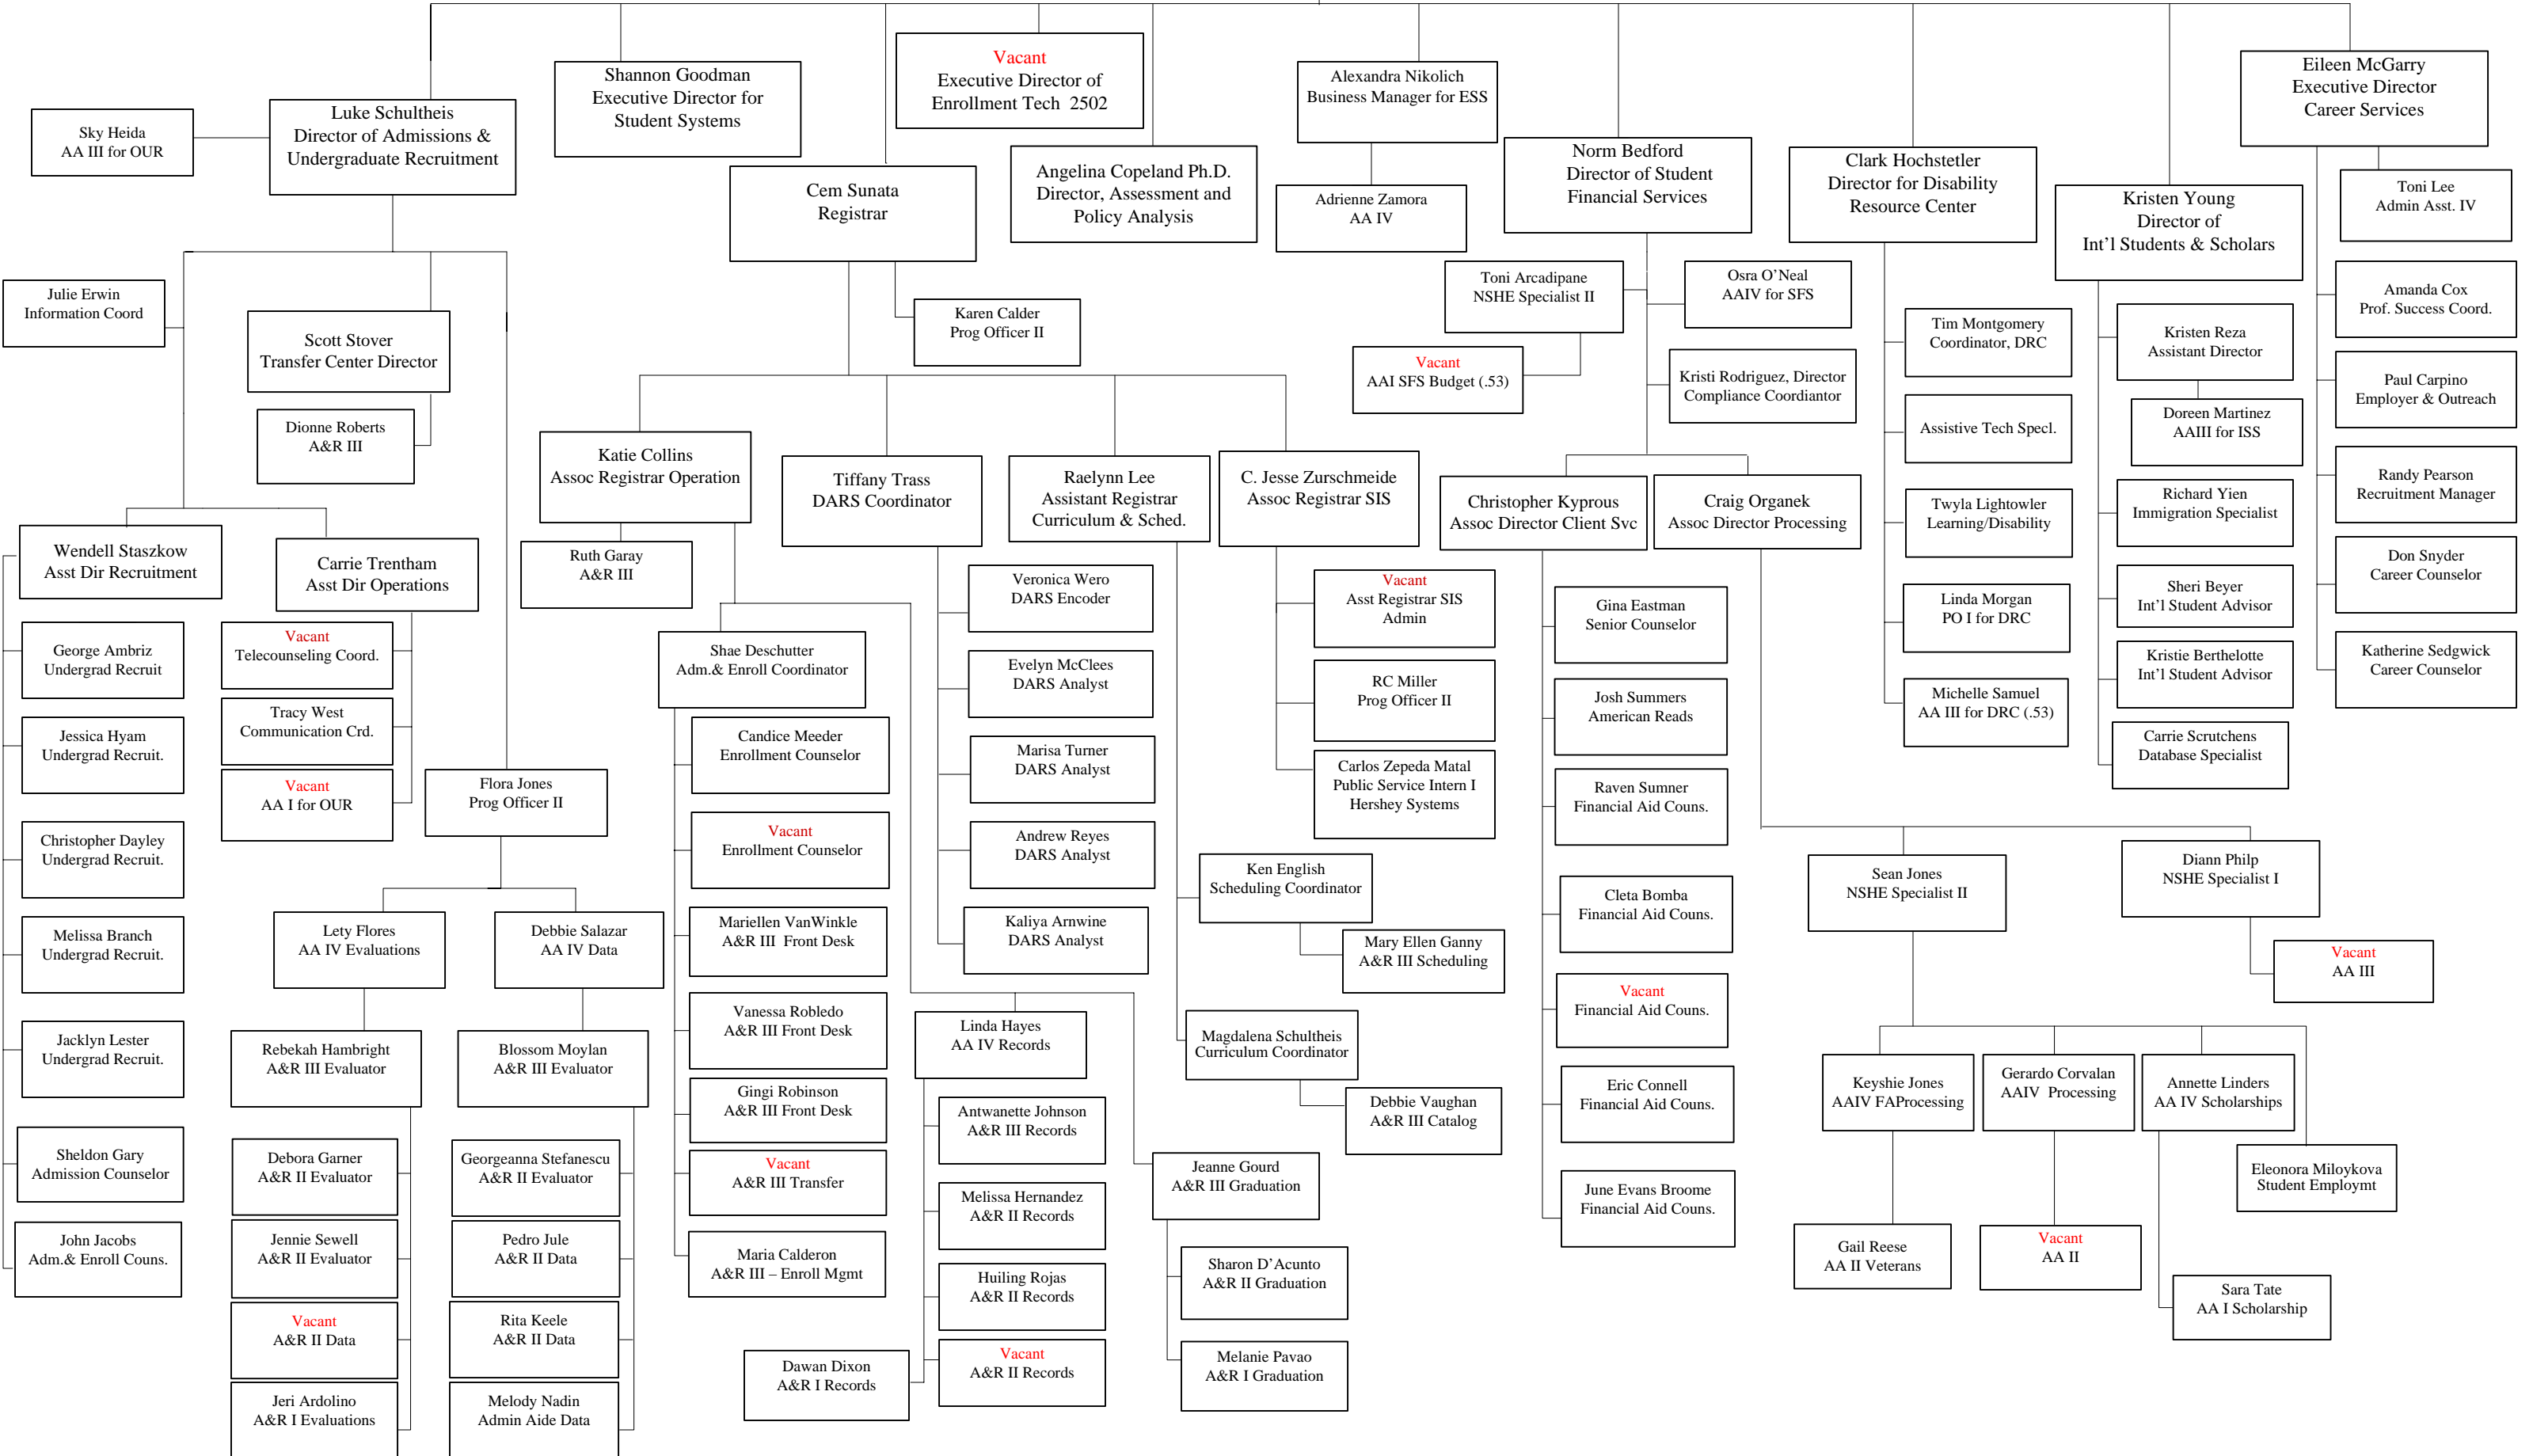 Vacant
Executive Director of
Enrollment Tech 2502
Shannon Goodman
Executive Director for
Student Systems
Alexandra Nikolich
Business Manager for ESS
Eileen McGarry
Executive Director
Career Services
Sky Heida
AA III for OUR
Luke Schultheis
Director of Admissions &
Undergraduate Recruitment
Cem Sunata
Registrar
Angelina Copeland Ph.D.
Director, Assessment and
Policy Analysis
Adrienne Zamora
AA IV
Norm Bedford
Director of Student
Financial Services
Clark Hochstetler
Director for Disability
Resource Center
Kristen Young
Director of
Int'l Students & Scholars
Toni Lee
Admin Asst. IV
Julie Erwin
Information Coord
Scott Stover
Transfer Center Director
Dionne Roberts
A&R III
Karen Calder
Prog Officer II
Toni Arcadipane
NSHE Specialist II
Osra O'Neal
AAIV for SFS
Vacant
AAI SFS Budget (.53)
Kristi Rodriguez, Director
Compliance Coordiantor
Tim Montgomery
Coordinator, DRC
Assistive Tech Specl.
Twyla Lightowler
Learning/Disability
Linda Morgan
PO I for DRC
Michelle Samuel
AA III for DRC (.53)
Kristen Reza
Assistant Director
Doreen Martinez
AAIII for ISS
Richard Yien
Immigration Specialist
Sheri Beyer
Int'l Student Advisor
Kristie Berthelotte
Int'l Student Advisor
Carrie Scrutchens
Database Specialist
Amanda Cox
Prof. Success Coord.
Paul Carpino
Employer & Outreach
Randy Pearson
Recruitment Manager
Don Snyder
Career Counselor
Katherine Sedgwick
Career Counselor
Wendell Staszkow
Asst Dir Recruitment
Carrie Trentham
Asst Dir Operations
George Ambriz
Undergrad Recruit
Jessica Hyam
Undergrad Recruit.
Christopher Dayley
Undergrad Recruit.
Melissa Branch
Undergrad Recruit.
Jacklyn Lester
Undergrad Recruit.
Sheldon Gary
Admission Counselor
John Jacobs
Adm.& Enroll Couns.
Vacant
Telecounseling Coord.
Tracy West
Communication Crd.
Vacant
AA I for OUR
Flora Jones
Prog Officer II
Lety Flores
AA IV Evaluations
Debbie Salazar
AA IV Data
Rebekah Hambright
A&R III Evaluator
Blossom Moylan
A&R III Evaluator
Debora Garner
A&R II Evaluator
Jennie Sewell
A&R II Evaluator
Vacant
A&R II Data
Jeri Ardolino
A&R I Evaluations
Georgeanna Stefanescu
A&R II Evaluator
Pedro Jule
A&R II Data
Rita Keele
A&R II Data
Melody Nadin
Admin Aide Data
Katie Collins
Assoc Registrar Operation
Ruth Garay
A&R III
Tiffany Trass
DARS Coordinator
Raelynn Lee
Assistant Registrar
Curriculum & Sched.
C. Jesse Zurschmeide
Assoc Registrar SIS
Shae Deschutter
Adm.& Enroll Coordinator
Candice Meeder
Enrollment Counselor
Vacant
Enrollment Counselor
Mariellen VanWinkle
A&R III Front Desk
Vanessa Robledo
A&R III Front Desk
Gingi Robinson
A&R III Front Desk
Vacant
A&R III Transfer
Maria Calderon
A&R III – Enroll Mgmt
Veronica Wero
DARS Encoder
Evelyn McClees
DARS Analyst
Marisa Turner
DARS Analyst
Andrew Reyes
DARS Analyst
Kaliya Arnwine
DARS Analyst
Linda Hayes
AA IV Records
Antwanette Johnson
A&R III Records
Melissa Hernandez
A&R II Records
Huiling Rojas
A&R II Records
Vacant
A&R II Records
Dawan Dixon
A&R I Records
Jeanne Gourd
A&R III Graduation
Sharon D'Acunto
A&R II Graduation
Melanie Pavao
A&R I Graduation
Vacant
Asst Registrar SIS
Admin
RC Miller
Prog Officer II
Carlos Zepeda Matal
Public Service Intern I
Hershey Systems
Ken English
Scheduling Coordinator
Mary Ellen Ganny
A&R III Scheduling
Magdalena Schultheis
Curriculum Coordinator
Debbie Vaughan
A&R III Catalog
Christopher Kyprous
Assoc Director Client Svc
Craig Organek
Assoc Director Processing
Gina Eastman
Senior Counselor
Josh Summers
American Reads
Raven Sumner
Financial Aid Couns.
Cleta Bomba
Financial Aid Couns.
Vacant
Financial Aid Couns.
Eric Connell
Financial Aid Couns.
June Evans Broome
Financial Aid Couns.
Sean Jones
NSHE Specialist II
Diann Philp
NSHE Specialist I
Vacant
AA III
Keyshie Jones
AAIV FAProcessing
Gerardo Corvalan
AAIV Processing
Annette Linders
AA IV Scholarships
Eleonora Miloykova
Student Employmt
Gail Reese
AA II Veterans
Vacant
AA II
Sara Tate
AA I Scholarship